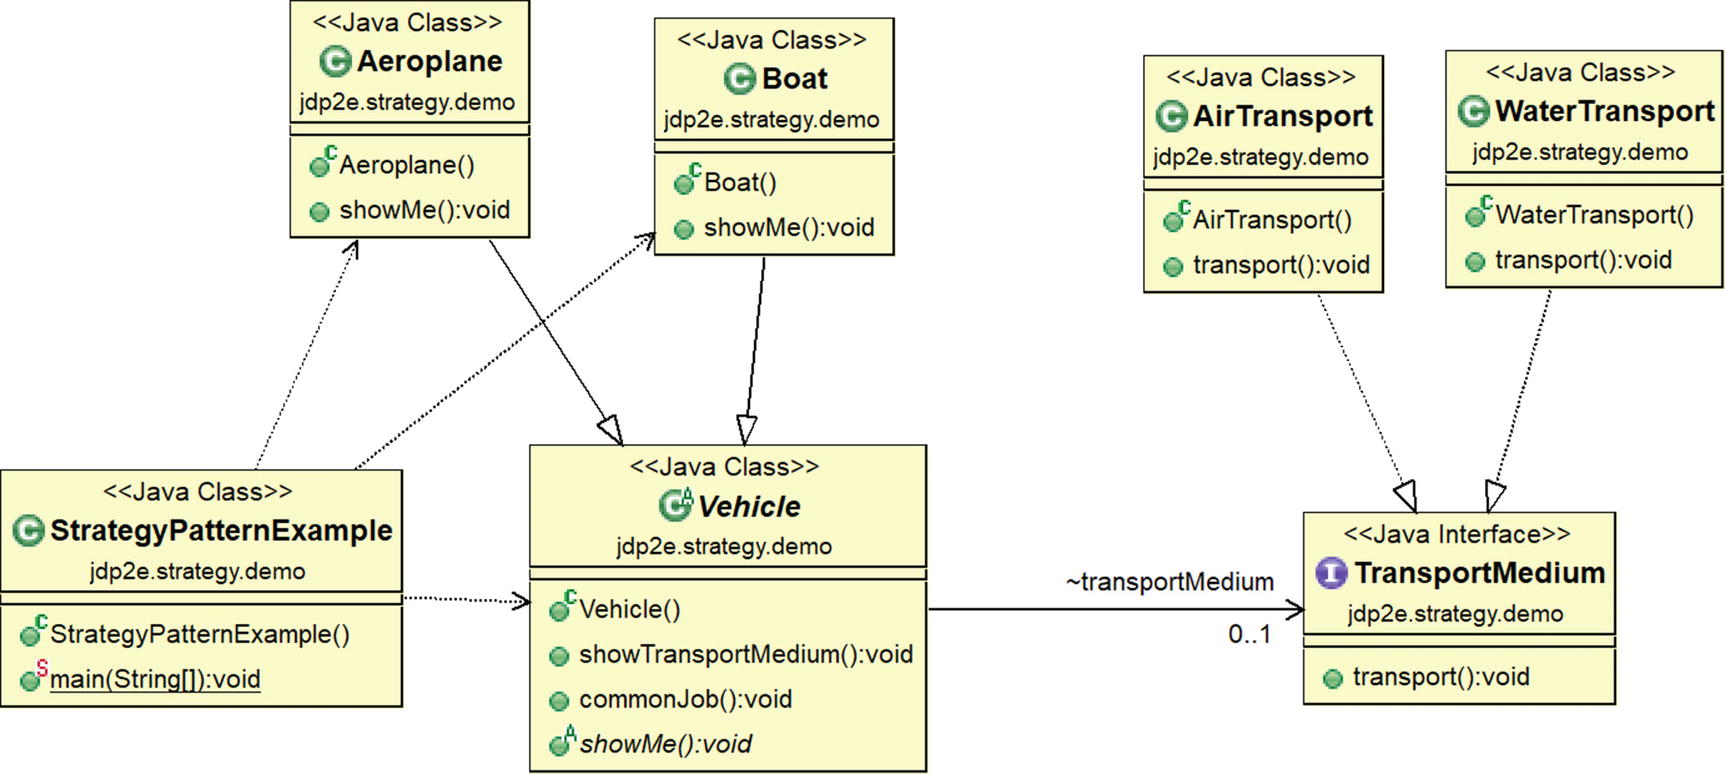 <<Java Class>>
Aeroplane
jdp2e.strategy.demo
Aeroplane()
showMe():void
<<Java Class>>
Boat
jdp2e.strategy.demo
Boat()
showMe():void
<<Java Class>>
AirTransport
jdp2e.strategy.demo
AirTransport()
transport():void
<<Java Class>>
WaterTransport
jdp2e.strategy.demo
WaterTransport()
transport():void
<<Java Class>>
StrategyPatternExample
jdp2e.strategy.demo
StrategyPatternExample()
main(String[]):void
<<Java Class>>
Vehicle
jdp2e.strategy.demo
Vehicle()
showTransportMedium():void
commonJob():void
showMe():void
~transportMedium
0..1
<<Java Interface>>
TransportMedium
jdp2e.strategy.demo
transport():void